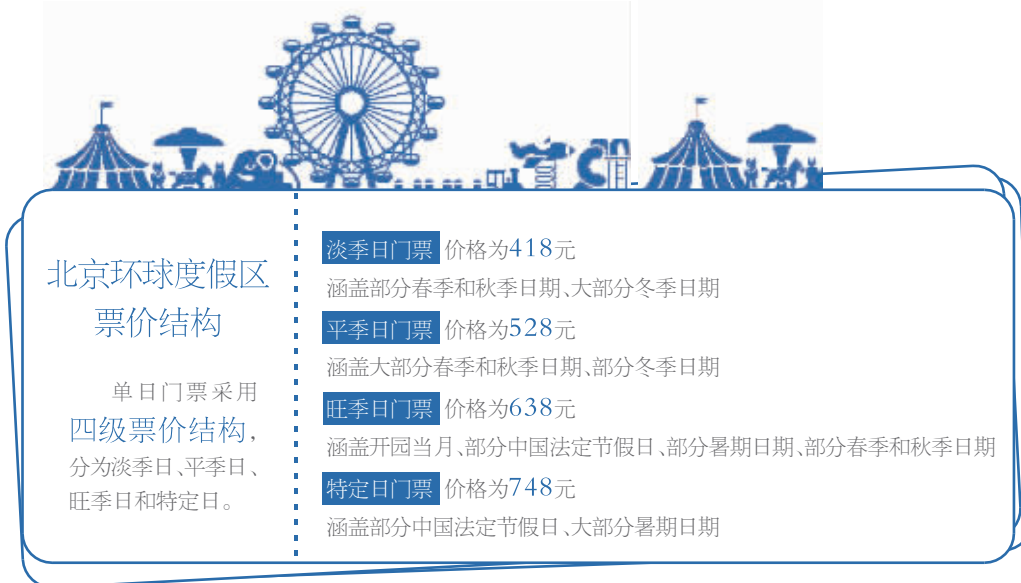 北京环球度假区
票价结构
单日门票采用
四级票价结构，
分为淡季日、平季日、
旺季日和特定日。
淡季日门票 价格为418元
涵盖部分春季和秋季日期、大部分冬季日期
平季日门票 价格为528元
涵盖大部分春季和秋季日期、部分冬季日期
旺季日门票 价格为638元
涵盖开园当月、部分中国法定节假日、部分暑期日期、部分春季和秋季日期
特定日门票 价格为748元
涵盖部分中国法定节假日、大部分暑期日期